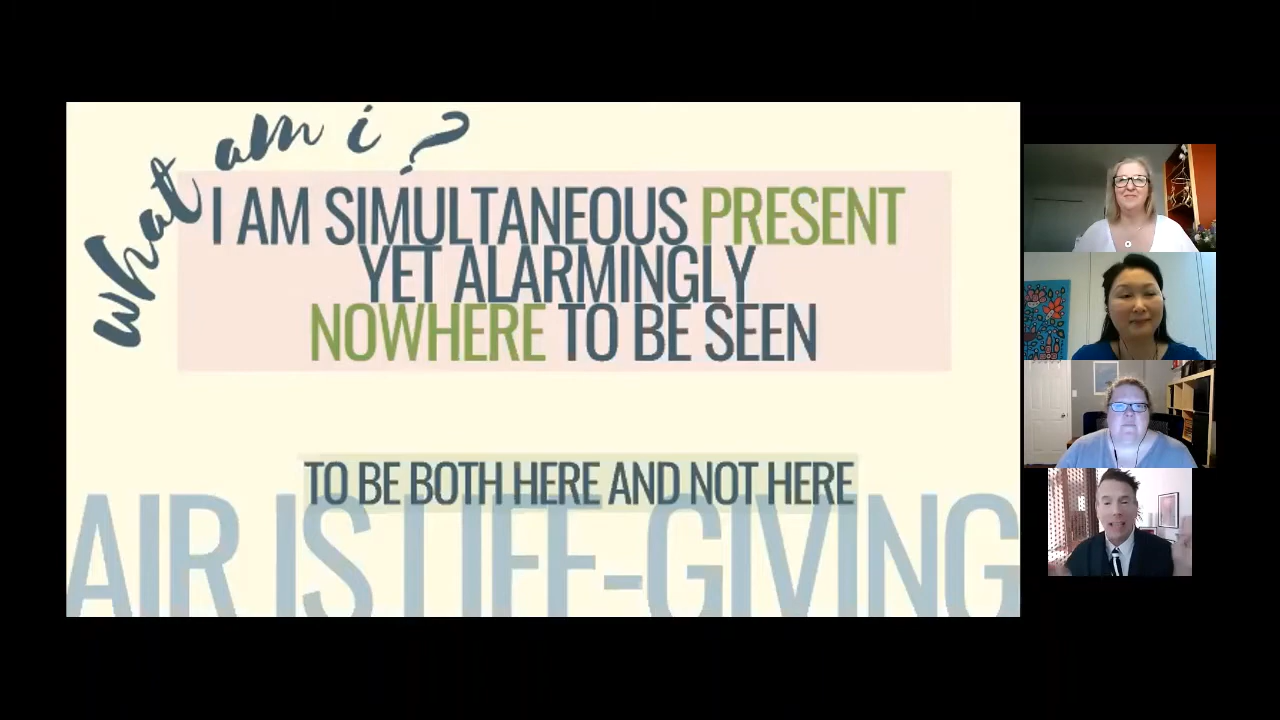 What am i?
I AM SIMULTANEOUS PRESENT
YET ALARMINGLY
NOWHERE TO BE SEEN
TO BE BOTH HERE AND NOT HERE
AIR IS LIFE-GIVING